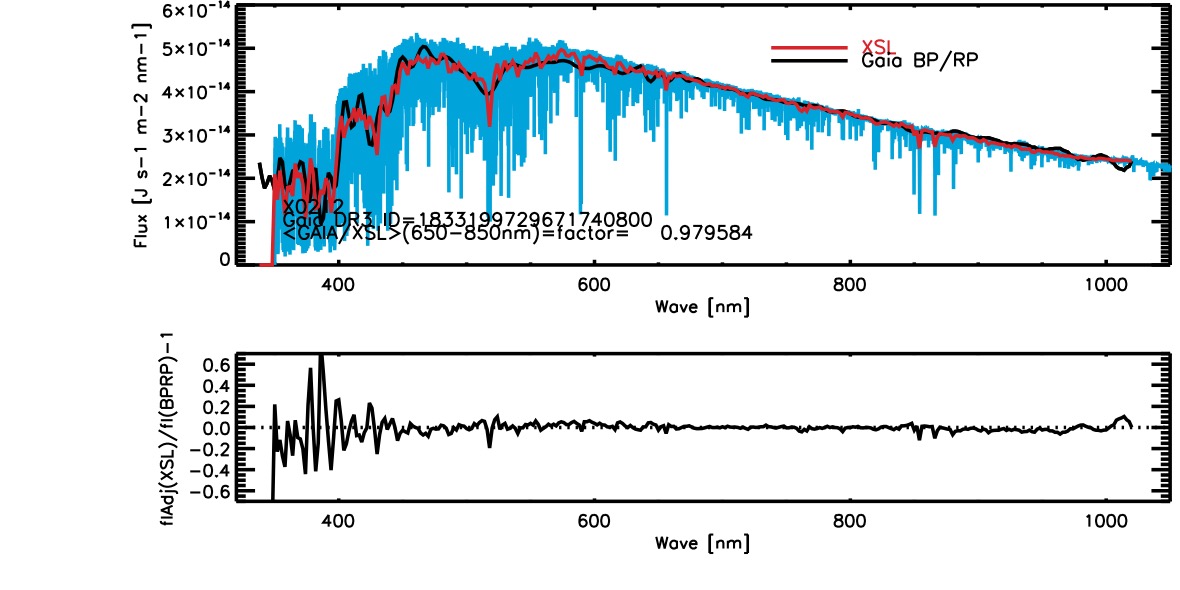 6×10−14
5×10−14
4×10−14
3×10−14
2×10−14
1×10−14
0
Flux [J s−1 m−2 nm−1]
XSL
Gaia BP/RP
X0212
Gaia DR3 ID=1833199729671740800
<GAIA/XSL>(650−850nm)=factor= 0.979584
400 600 800 1000
Wave [nm]
flAdj(XSL)/fl(BPRP)−1
0.6
0.4
0.2
0.0
−0.2
−0.4
−0.6
400 600 800 1000
Wave [nm]